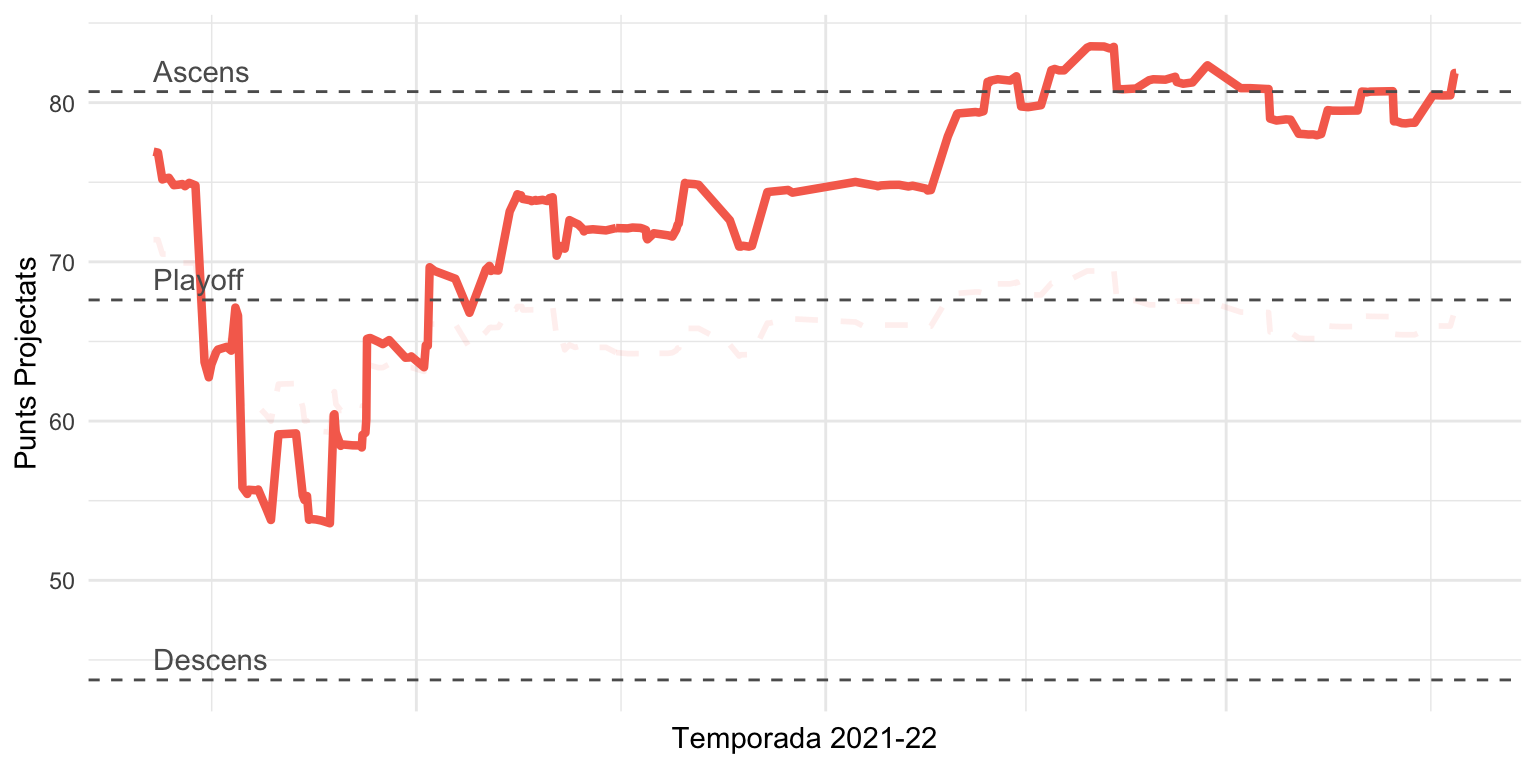 Ascens
80
70
Playoff
60
50
Descens
Punts Projectats
Temporada 2021-22